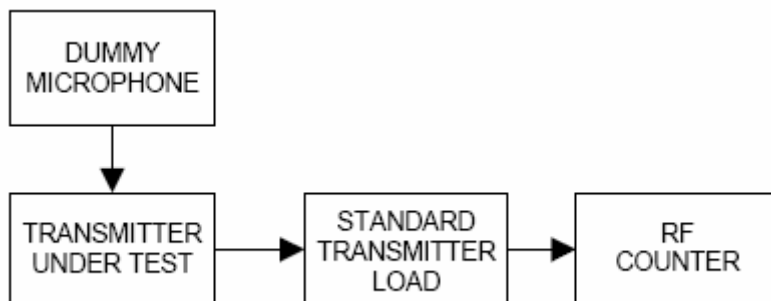 DUMMY
MICROPHONE
TRANSMITTER
UNDER TEST
STANDARD
TRANSMITTER
LOAD
RF
COUNTER